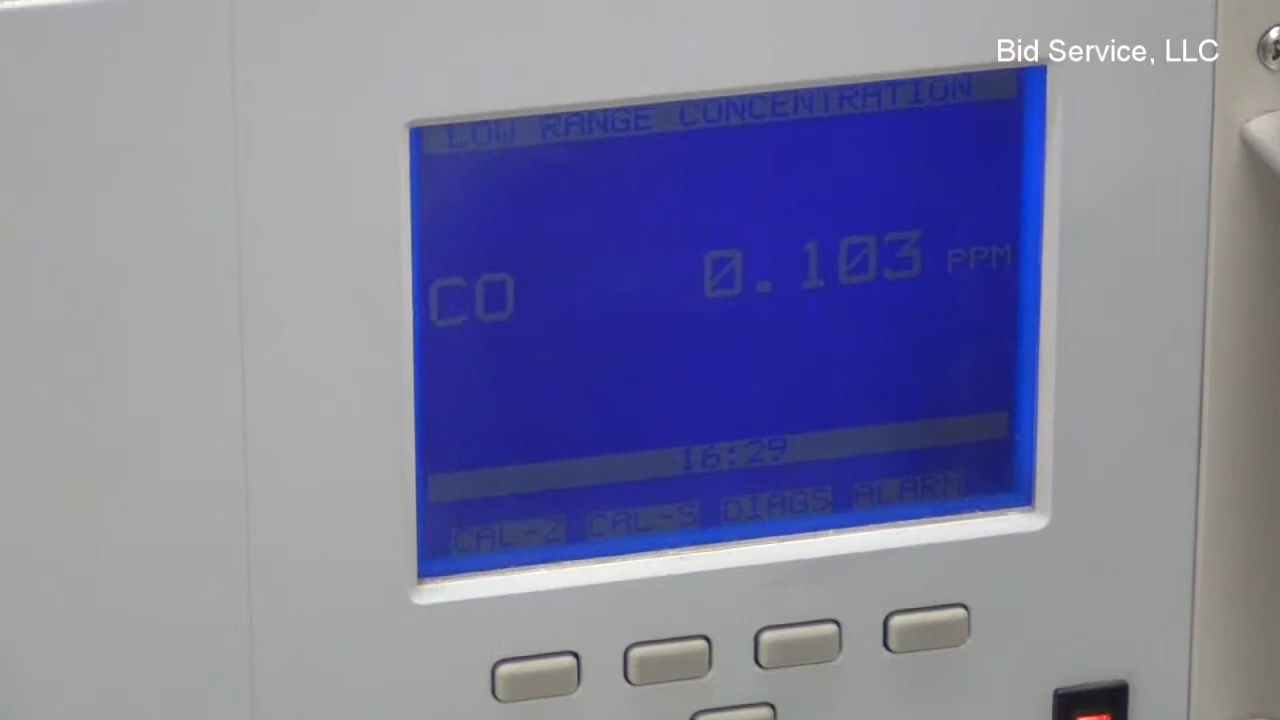 Bid Service, LLC
LOW RANGE CONCENTRATION
CO 0.103 PPM
16:29
CAL-Z CAL-S DIAGS ALARM